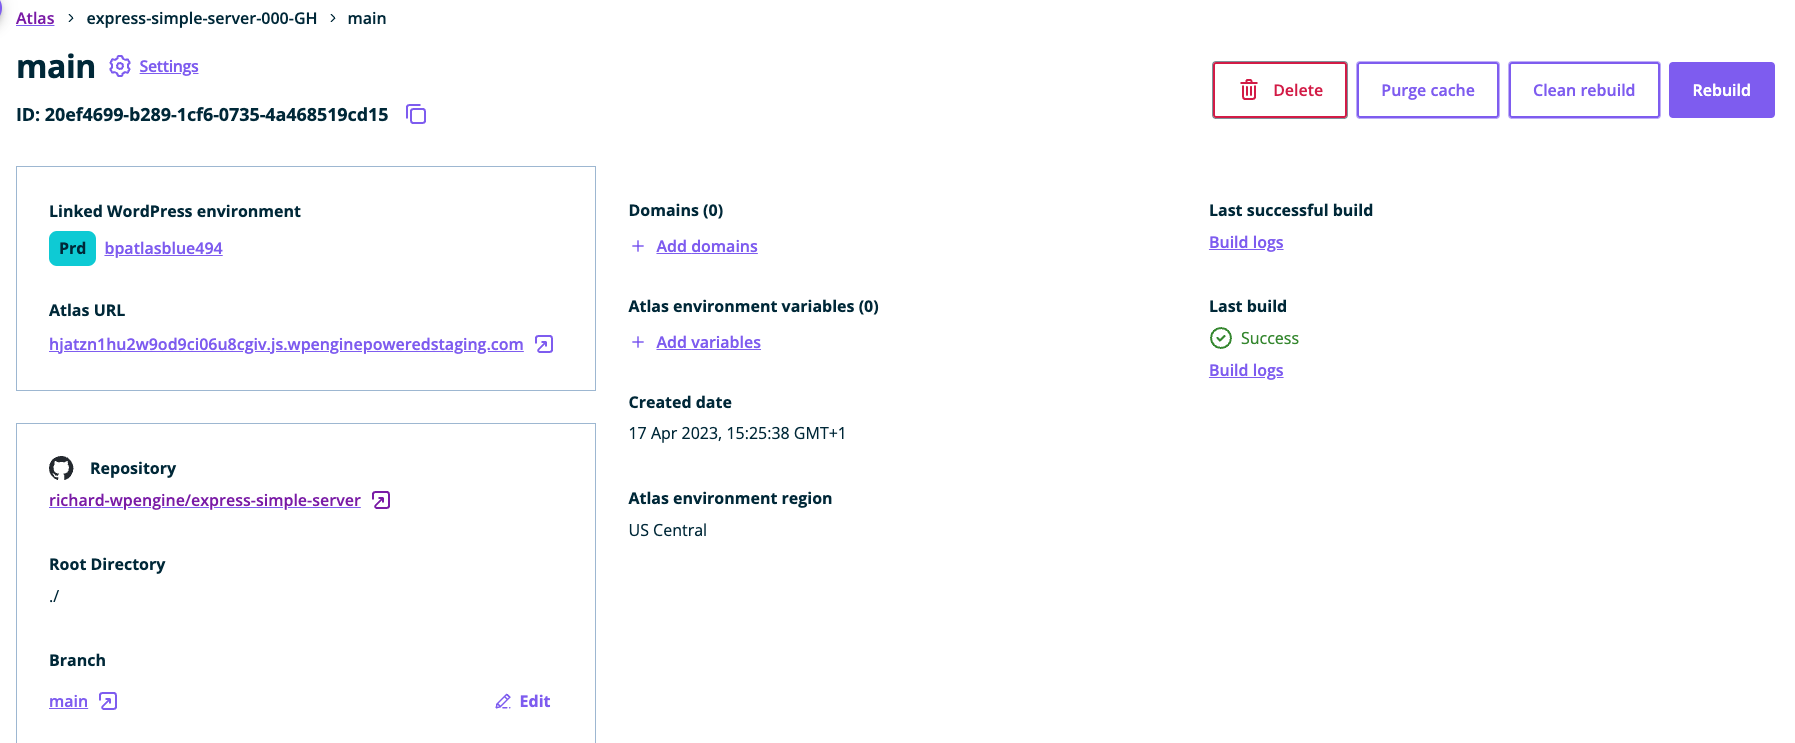 Atlas > express-simple-server-000-GH > main
main Settings
Delete Purge cache Clean rebuild Rebuild
ID: 20ef4699-b289-1cf6-0735-4a468519cd15
Linked WordPress environment
Prd bpatlasblue494
Atlas URL
hjatzn1hu2w9od9ci06u8cgiv.js.wpenginepoweredstaging.com
Repository
richard-wpengine/express-simple-server
Root Directory
./
Branch
main Edit
Domains (0)
+ Add domains
Atlas environment variables (0)
+ Add variables
Created date
17 Apr 2023, 15:25:38 GMT+1
Atlas environment region
US Central
Last successful build
Build logs
Last build
Success
Build logs